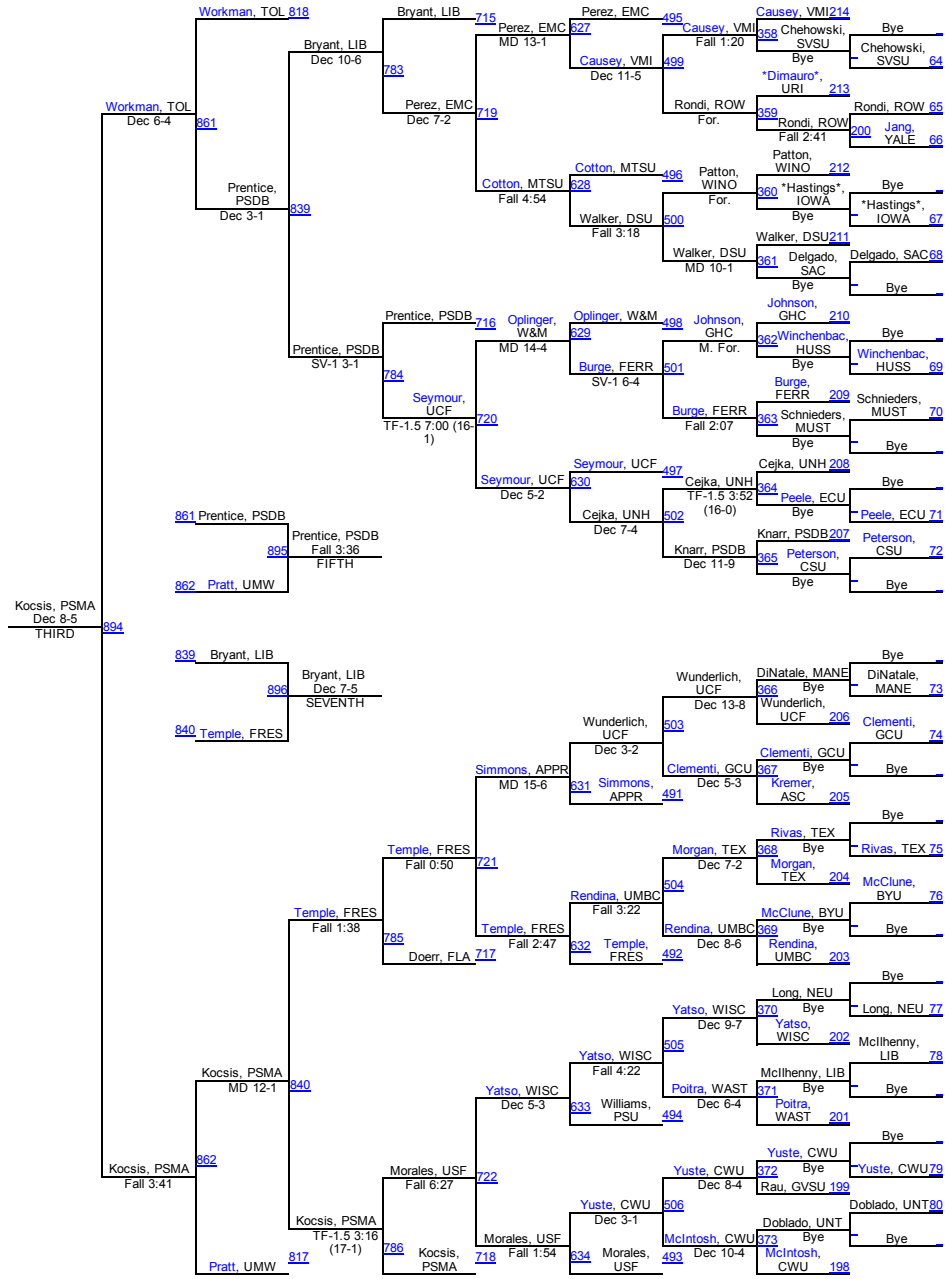 Workman, TOL 818
Bryant, LIB 715
Perez, EMC 495
Causey, VMI 214
Bye
Perez, EMC 627
MD 13-1
Causey, VMI 358
Fall 1:20
Chehowski, SVSU
Bye
Chehowski, SVSU 64
Bryant, LIB 783
Dec 10-6
Causey, VMI 499
Dec 11-5
*Dimauro*, URI 213
Workman, TOL 861
Dec 6-4
Perez, EMC 719
Dec 7-2
Rondi, ROW 359
For.
Rondi, ROW 65
Rondi, ROW 200
Fall 2:41
Jang, YALE 66
Patton, WINO 212
Cotton, MTSU 496
Patton, WINO 360
For.
Bye
Cotton, MTSU 628
Fall 4:54
*Hastings*, IOWA
Bye
*Hastings*, IOWA 67
Prentice, PSDB 839
Dec 3-1
Walker, DSU 500
Fall 3:18
Walker, DSU 211
Walker, DSU 361
MD 10-1
Delgado, SAC 68
Delgado, SAC
Bye
Bye
Prentice, PSDB 716
Oplinger, W&M 629
MD 14-4
Oplinger, W&M 498
Johnson, GHC 362
M. For.
Johnson, GHC 210
Bye
Prentice, PSDB 784
SV-1 3-1
Winchenbac, HUSS
Bye
Winchenbac, HUSS 69
Burge, FERR 501
SV-1 6-4
Burge, FERR 209
Seymour, UCF 720
TF-1.5 7:00 (16-1)
Burge, FERR 363
Fall 2:07
Schnieders, MUST 70
Schnieders, MUST
Bye
Bye
Seymour, UCF 497
Cejka, UNH 208
Seymour, UCF 630
Dec 5-2
Cejka, UNH 364
TF-1.5 3:52 (16-0)
Bye
Peele, ECU
Bye
Peele, ECU 71
861 Prentice, PSDB
Cejka, UNH 502
Dec 7-4
Knarr, PSDB 207
895 Prentice, PSDB
Fall 3:36
FIFTH
Knarr, PSDB 365
Dec 11-9
Peterson, CSU 72
Peterson, CSU
Bye
Bye
862 Pratt, UMW
Kocsis, PSMA 894
Dec 8-5
THIRD
839 Bryant, LIB
896 Bryant, LIB
Dec 7-5
SEVENTH
840 Temple, FRES
Bye
Wunderlich, UCF 366
Dec 13-8
DiNatale, MANE
Bye
DiNatale, MANE 73
Wunderlich, UCF 206
Wunderlich, UCF 503
Dec 3-2
Clementi, GCU 74
Simmons, APPR 631
MD 15-6
Clementi, GCU 367
Dec 5-3
Clementi, GCU
Bye
Bye
Simmons, APPR 491
Kremer, ASC 205
Bye
Temple, FRES 721
Fall 0:50
Morgan, TEX 368
Dec 7-2
Rivas, TEX
Bye
Rivas, TEX 75
Morgan, TEX 204
Rendina, UMBC 504
Fall 3:22
McClune, BYU 76
Temple, FRES 785
Fall 1:38
Temple, FRES 632
Fall 2:47
Rendina, UMBC 369
Dec 8-6
McClune, BYU
Bye
Bye
Doerr, FLA 717
Temple, FRES 492
Rendina, UMBC 203
Bye
Yatso, WISC 370
Dec 9-7
Long, NEU
Bye
Long, NEU 77
Yatso, WISC 202
Yatso, WISC 505
Fall 4:22
McIlhenny, LIB 78
Kocsis, PSMA 840
MD 12-1
Yatso, WISC 633
Dec 5-3
Poitra, WAST 371
Dec 6-4
McIlhenny, LIB
Bye
Bye
Williams, PSU 494
Poitra, WAST 201
Bye
Kocsis, PSMA 862
Fall 3:41
Morales, USF 722
Fall 6:27
Yuste, CWU 372
Dec 8-4
Yuste, CWU
Bye
Yuste, CWU 79
Rau, GVSU 199
Yuste, CWU 506
Dec 3-1
Doblado, UNT 80
Kocsis, PSMA 786
TF-1.5 3:16 (17-1)
Morales, USF 634
Fall 1:54
McIntosh, CWU 373
Dec 10-4
Doblado, UNT
Bye
Bye
Pratt, UMW 817
Kocsis, PSMA 718
Morales, USF 493
McIntosh, CWU 198